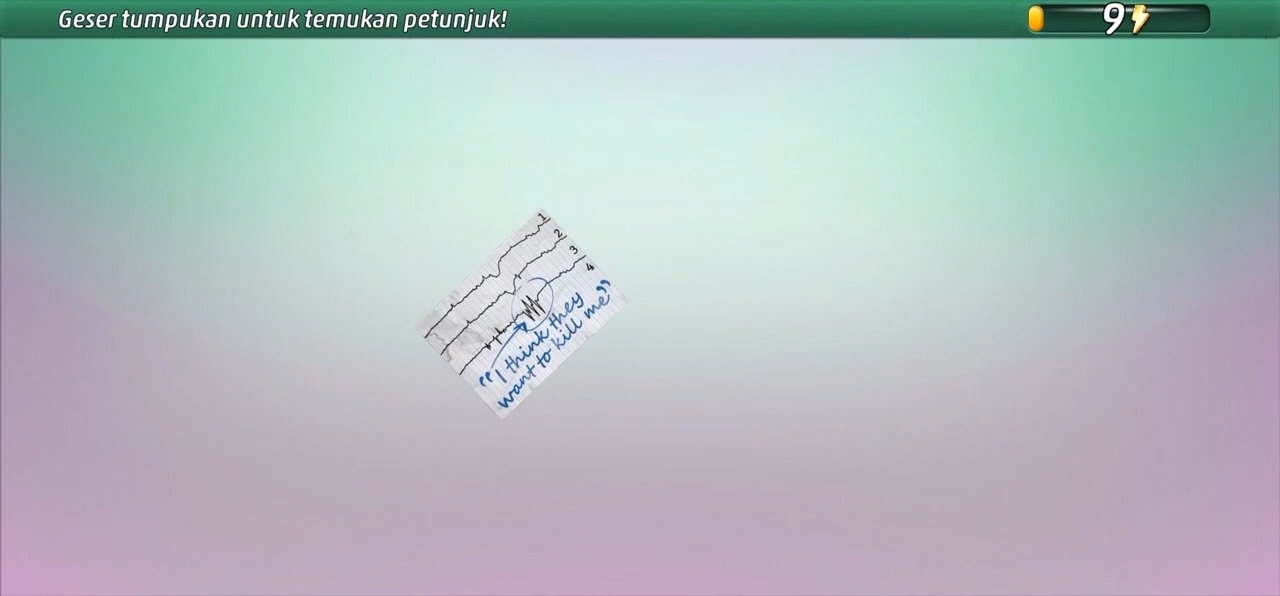 Geser tumpukan untuk temukan petunjuk!
9
1
2
3
4
“I think they
want to kill me”